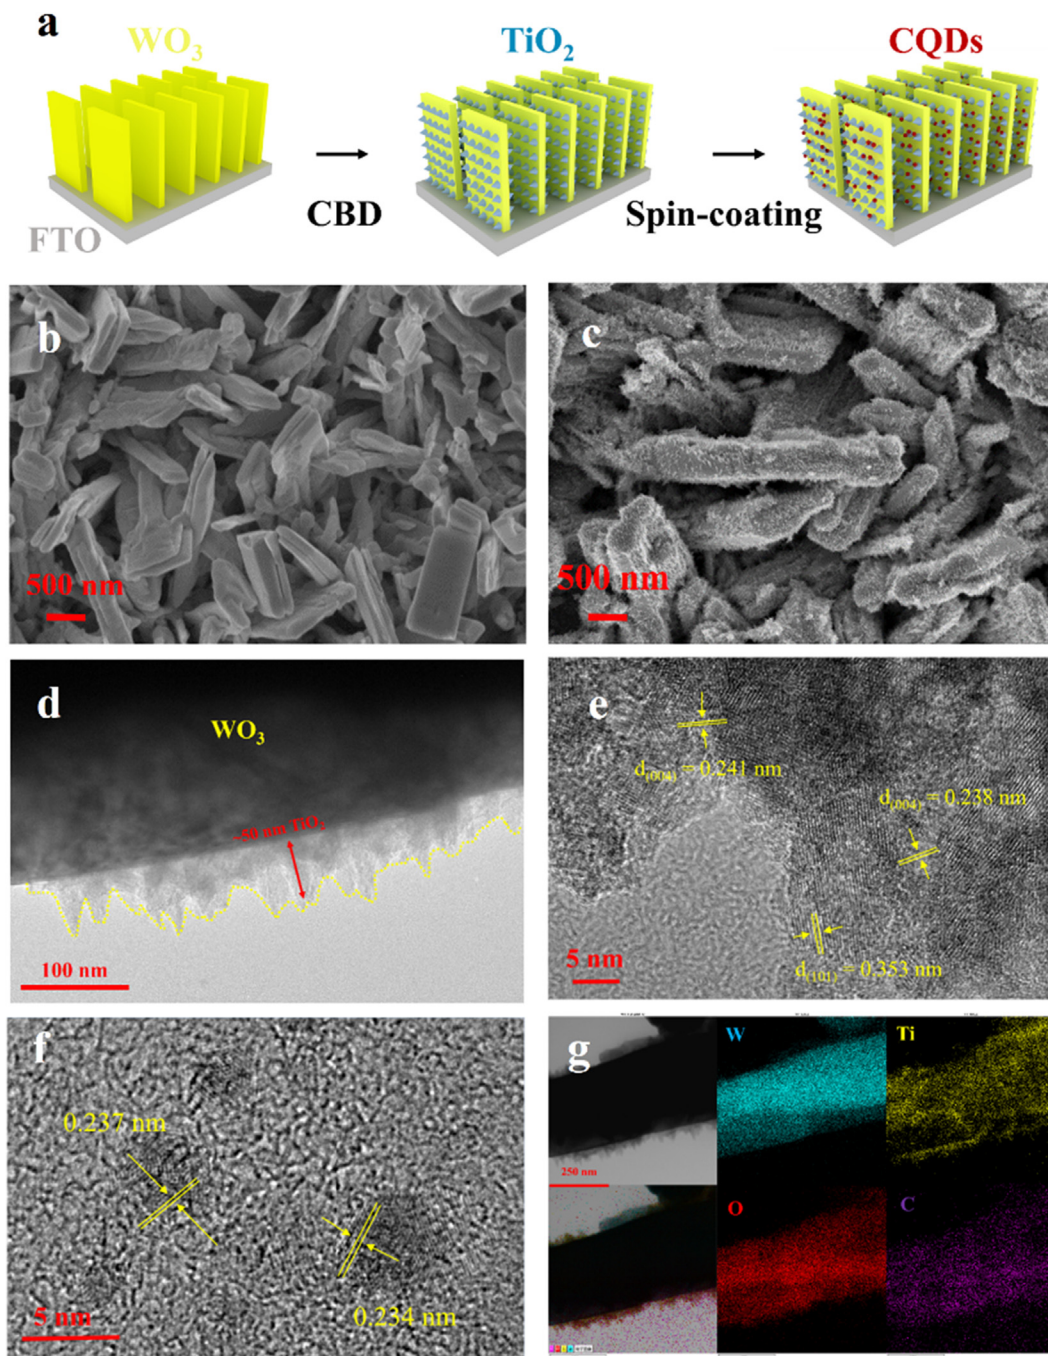 a
WO₃
TiO₂
CQDs
FTO
CBD
Spin-coating
b
500 nm
c
500 nm
d
WO₃
~50 nm TiO₂
100 nm
e
d₍₀₀₄₎ = 0.241 nm
d₍₀₀₄₎ = 0.238 nm
d₍₁₀₁₎ = 0.353 nm
5 nm
f
0.237 nm
0.234 nm
5 nm
g
W
Ti
250 nm
O
C